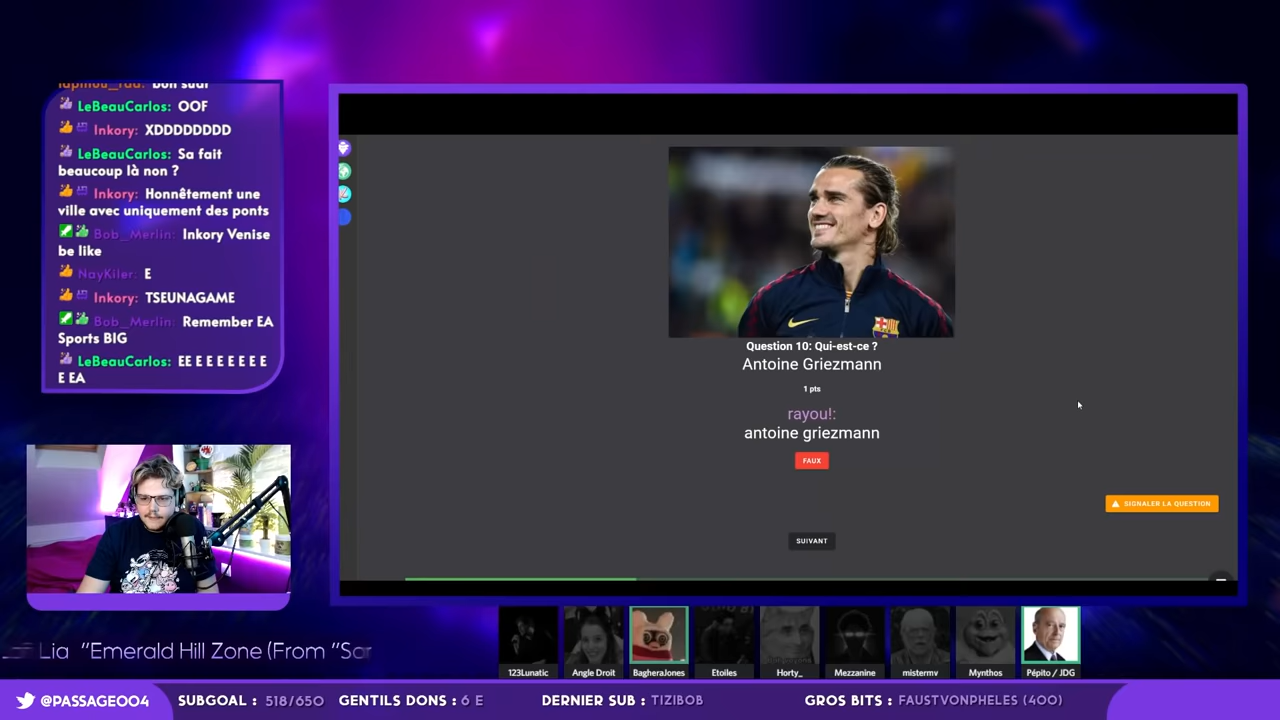 bon suar
LeBeauCarlos: OOF
Inkory: XDDDDDDDD
LeBeauCarlos: Sa fait
beaucoup là non ?
Inkory: Honnêtement une
ville avec uniquement des ponts
Bob_Merlin: Inkory Venise
be like
NayKiler: E
Inkory: TSEUNAGAME
Bob_Merlin: Remember EA
Sports BIG
LeBeauCarlos: EE E E E E E E E
E EA
Question 10: Qui-est-ce ?
Antoine Griezmann
1 pts
rayou!:
antoine griezmann
FAUX
SIGNALER LA QUESTION
SUIVANT
123Lunatic
Angle Droit
BagheraJones
Etoiles
Horty_
Mezzanine
mistermv
Mynthos
Pépito / JDG
Lia "Emerald Hill Zone (From "Sor
@PASSAGE004
SUBGOAL : 518/650
GENTILS DONS : 6 E
DERNIER SUB : TIZIBOB
GROS BITS : FAUSTVONPHELES (400)